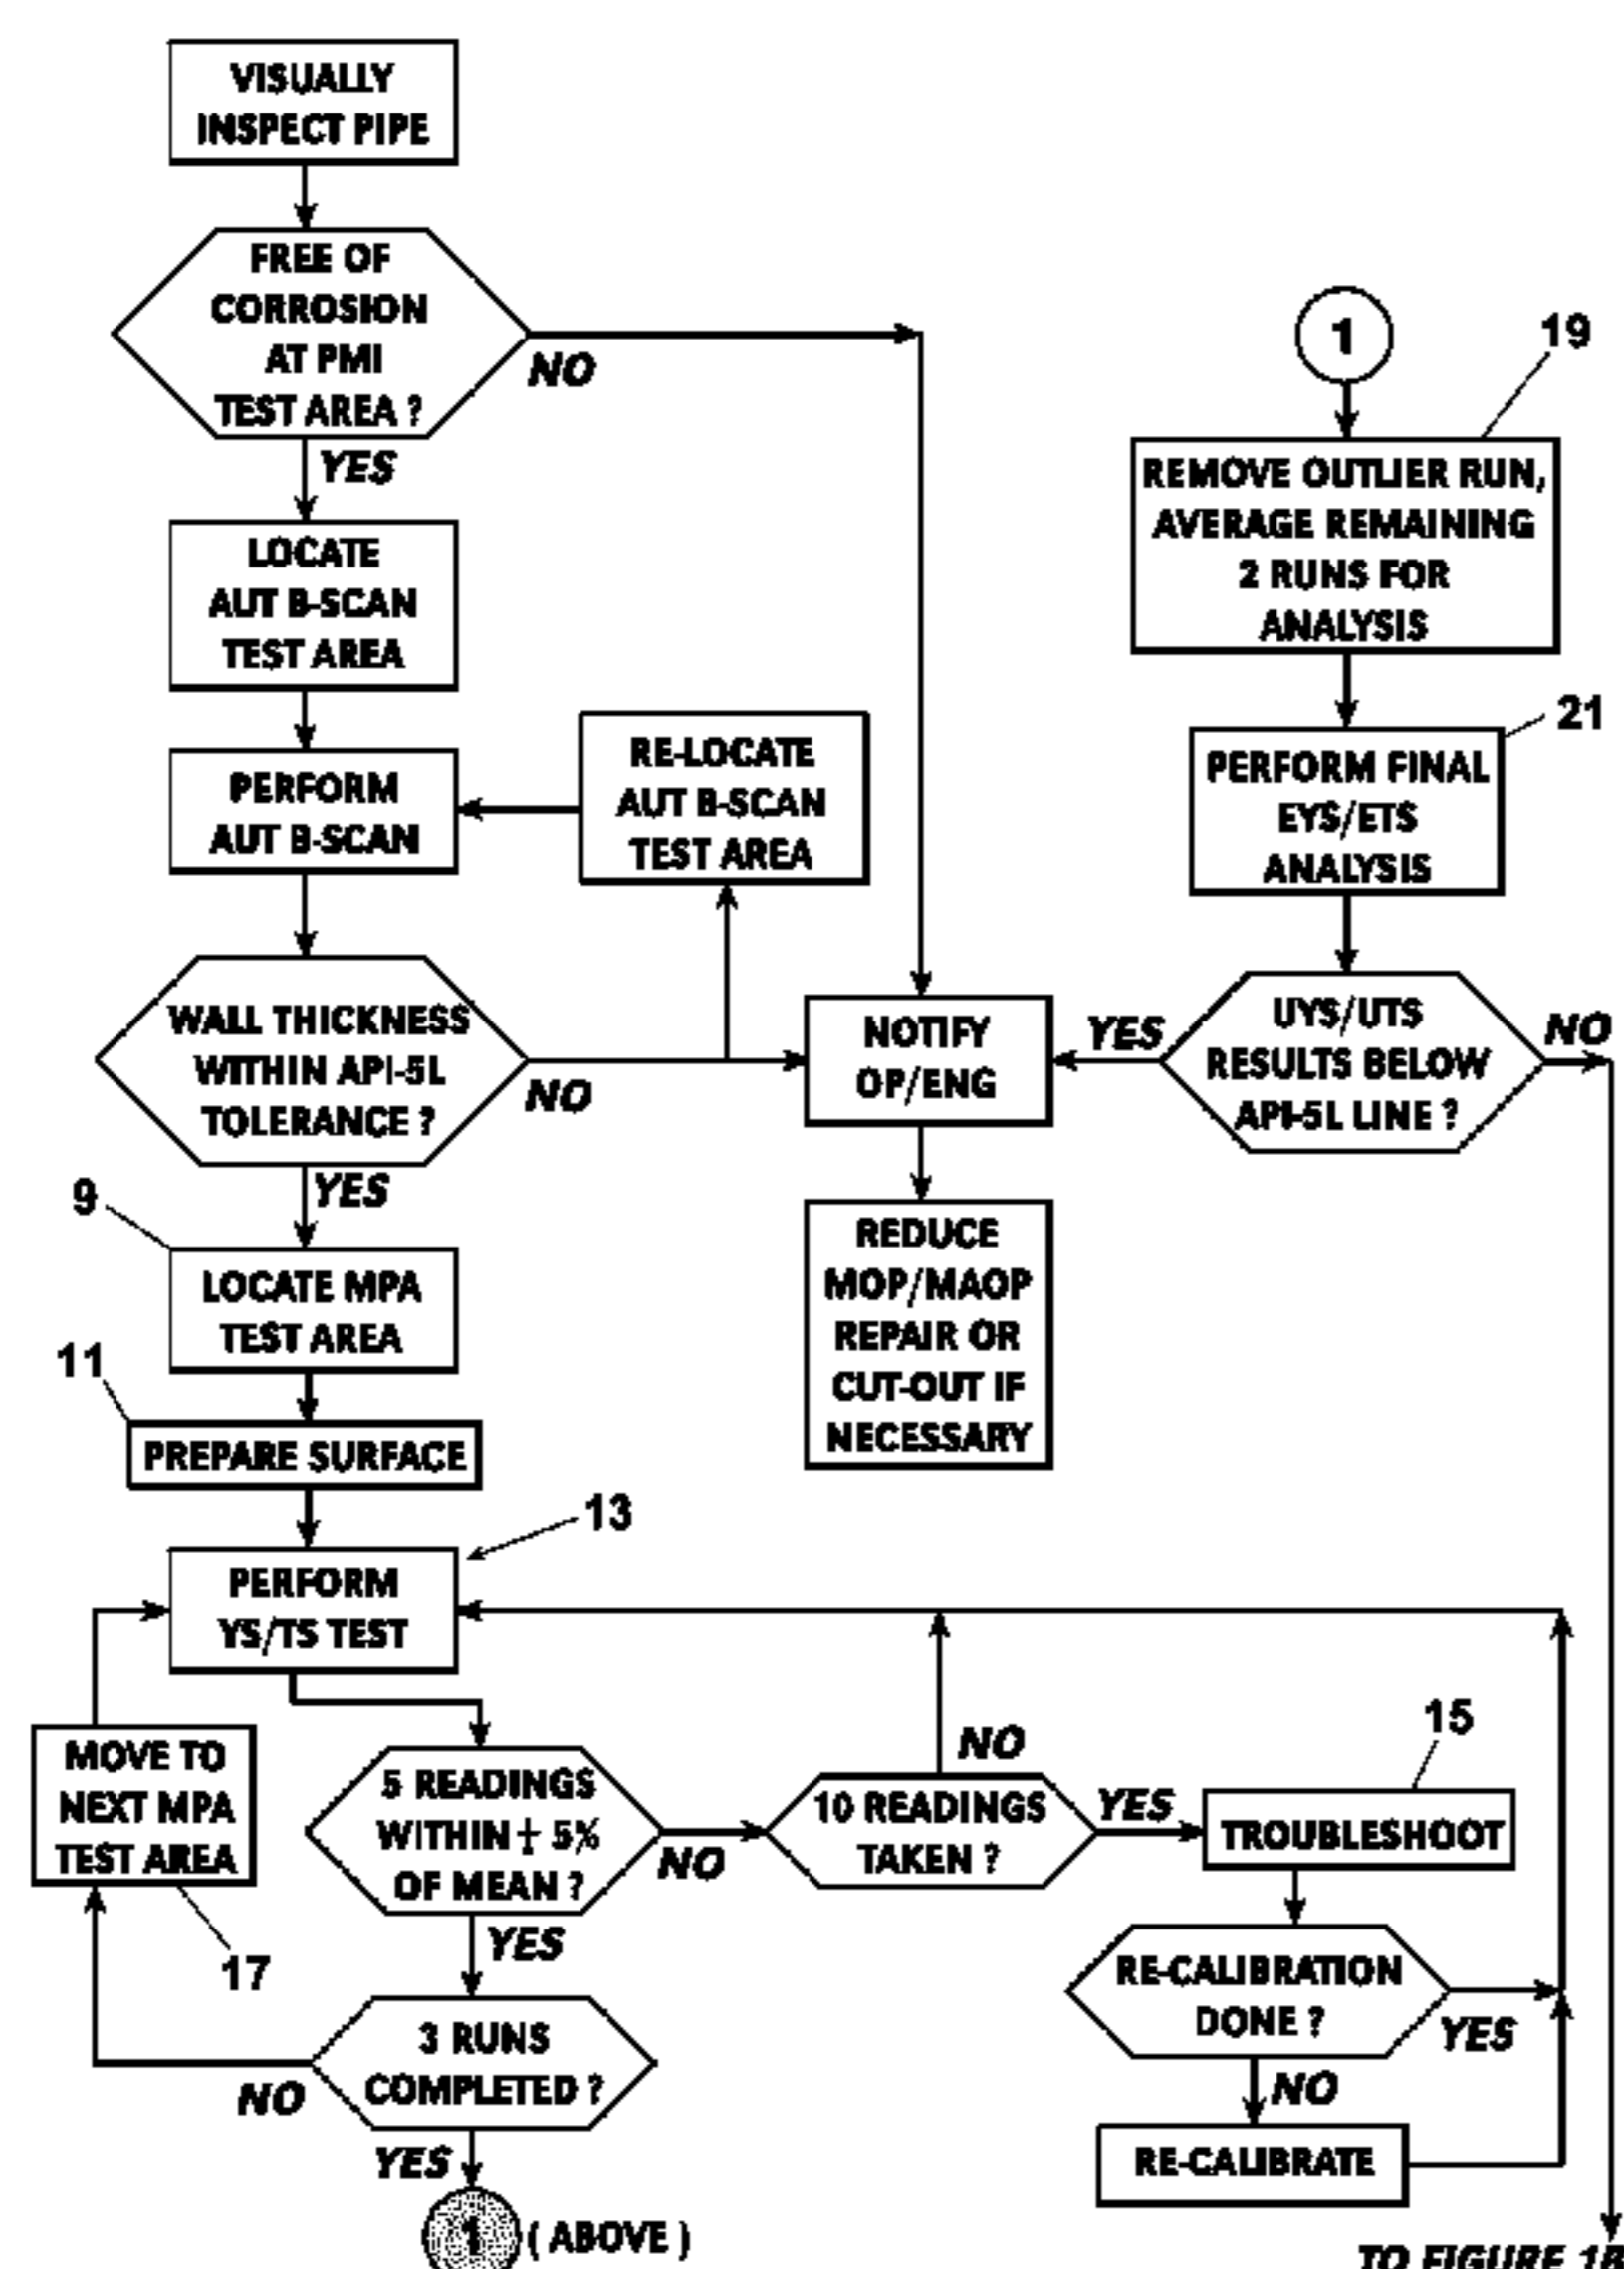 VISUALLY
INSPECT PIPE
FREE OF
CORROSION
AT PMI
TEST AREA ?
NO
YES
LOCATE
AUT B-SCAN
TEST AREA
PERFORM
AUT B-SCAN
RE-LOCATE
AUT B-SCAN
TEST AREA
WALL THICKNESS
WITHIN API-5L
TOLERANCE ?
NO
YES
9
LOCATE MPA
TEST AREA
11
PREPARE SURFACE
13
PERFORM
YS/TS TEST
MOVE TO
NEXT MPA
TEST AREA
17
5 READINGS
WITHIN ± 5%
OF MEAN ?
NO
YES
3 RUNS
COMPLETED ?
NO
YES
1 ( ABOVE )
10 READINGS
TAKEN ?
NO
YES
15
TROUBLESHOOT
RE-CALIBRATION
DONE ?
YES
NO
RE-CALIBRATE
1
19
REMOVE OUTLIER RUN,
AVERAGE REMAINING
2 RUNS FOR
ANALYSIS
21
PERFORM FINAL
EYS/ETS
ANALYSIS
UYS/UTS
RESULTS BELOW
API-5L LINE ?
YES
NO
NOTIFY
OP/ENG
REDUCE
MOP/MAOP
REPAIR OR
CUT-OUT IF
NECESSARY
TO FIGURE 1B